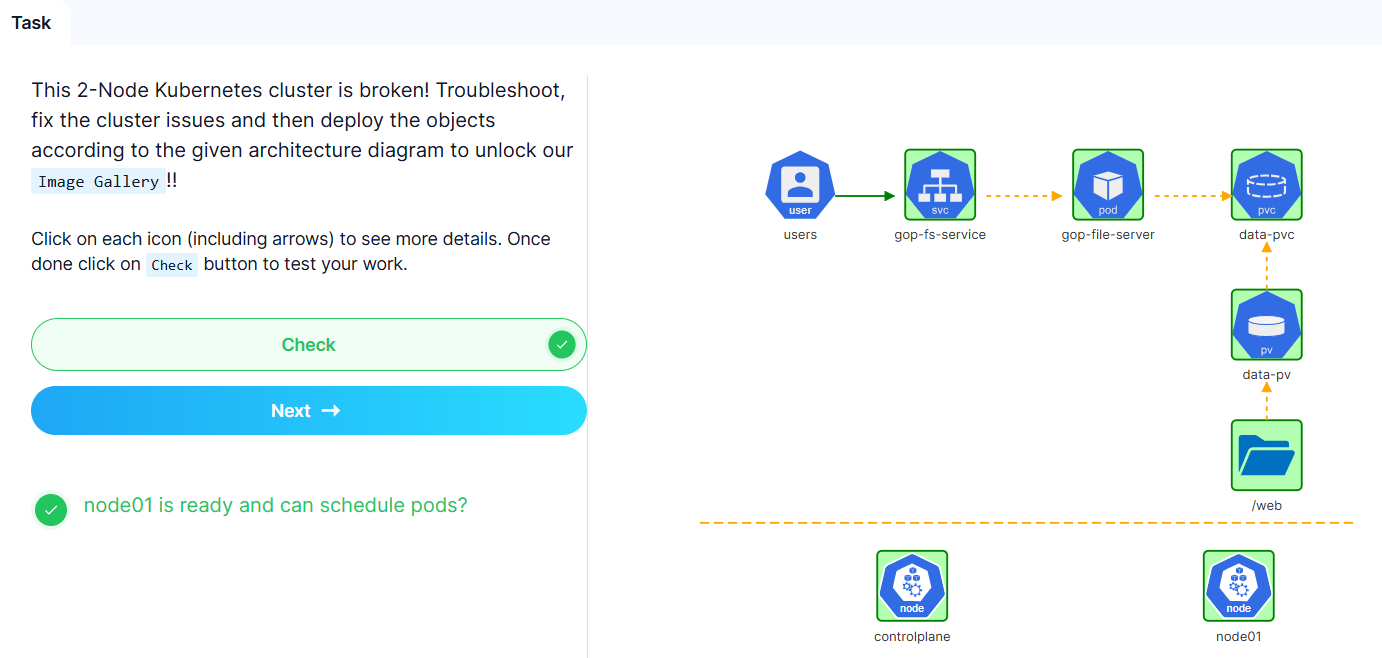 Task
This 2-Node Kubernetes cluster is broken! Troubleshoot,
fix the cluster issues and then deploy the objects
according to the given architecture diagram to unlock our
Image Gallery !!
Click on each icon (including arrows) to see more details. Once
done click on Check button to test your work.
Check
Next
node01 is ready and can schedule pods?
user
users
svc
gop-fs-service
pod
gop-file-server
pvc
data-pvc
pv
data-pv
/web
node
controlplane
node
node01